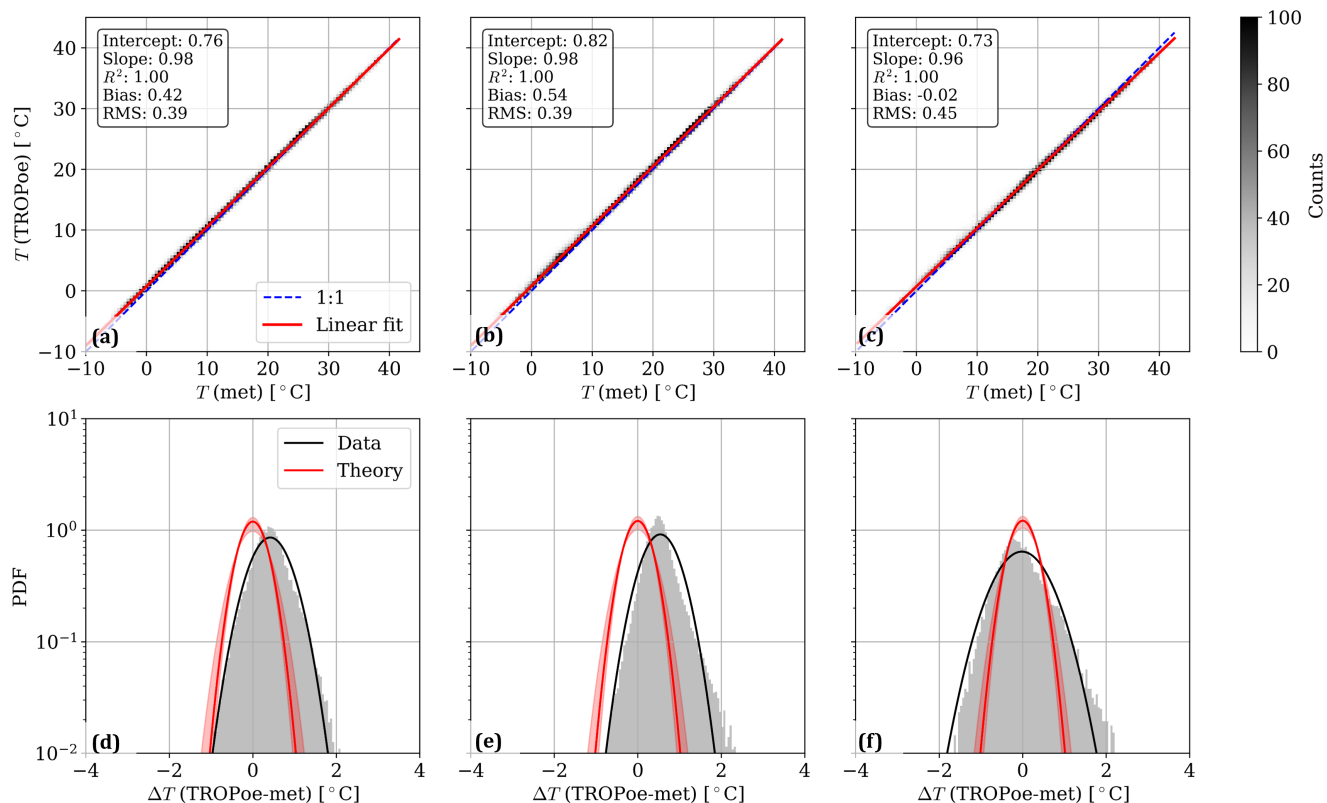 Intercept: 0.76
Slope: 0.98
R²: 1.00
Bias: 0.42
RMS: 0.39
1:1
Linear fit
(a)
T (TROPoe) [°C]
40
30
20
10
0
−10
−10 0 10 20 30 40
T (met) [°C]
Intercept: 0.82
Slope: 0.98
R²: 1.00
Bias: 0.54
RMS: 0.39
(b)
−10 0 10 20 30 40
T (met) [°C]
Intercept: 0.73
Slope: 0.96
R²: 1.00
Bias: -0.02
RMS: 0.45
(c)
−10 0 10 20 30 40
T (met) [°C]
100
80
60
40
20
0
Counts
Data
Theory
(d)
PDF
10¹
10⁰
10⁻¹
10⁻²
−4 −2 0 2 4
ΔT (TROPoe-met) [°C]
(e)
−4 −2 0 2 4
ΔT (TROPoe-met) [°C]
(f)
−4 −2 0 2 4
ΔT (TROPoe-met) [°C]